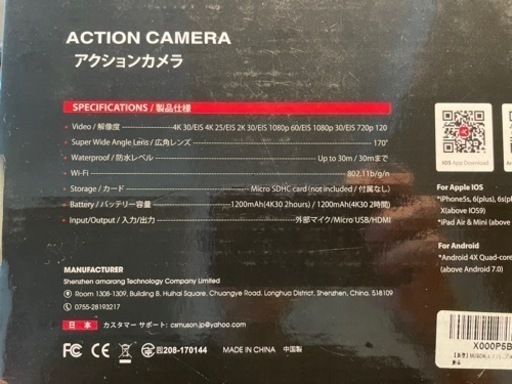 ACTION CAMERA
アクションカメラ
SPECIFICATIONS / 製品仕様
• Video / 解像度 4K 30/EIS 4K 25/EIS 2K 30/EIS 1080p 60/EIS 1080p 30/EIS 720p 120
• Super Wide Angle Lens / 広角レンズ 170°
• Waterproof / 防水レベル Up to 30m / 30mまで
• Wi-Fi 802.11b/g/n
• Storage / カード Micro SDHC card (not included / 付属なし)
• Battery / バッテリー容量 1200mAh(4K30 2hours) / 1200mAh(4K30 2時間)
• Input/Output / 入力/出力 外部マイク/Micro USB/HDMI
IOS App Download
For Apple IOS
*iPhone5s, 6(plus), 6s(p
X(above IOS9)
*iPad Air & Mini (above
For Android
*Android 4X Quad-core
(above Android 7.0)
MANUFACTURER
Shenzhen amarang Technology Company Limited
Room 1308-1309, Building B, Huihai Square, Chuangye Road, Longhua District, Shenzhen, China. 518109
0755-28193217
日本 カスタマー サポート: csmuson.jp@yahoo.com
FC CE 208-170144 MADE IN CHINA 中国製
X000P5B